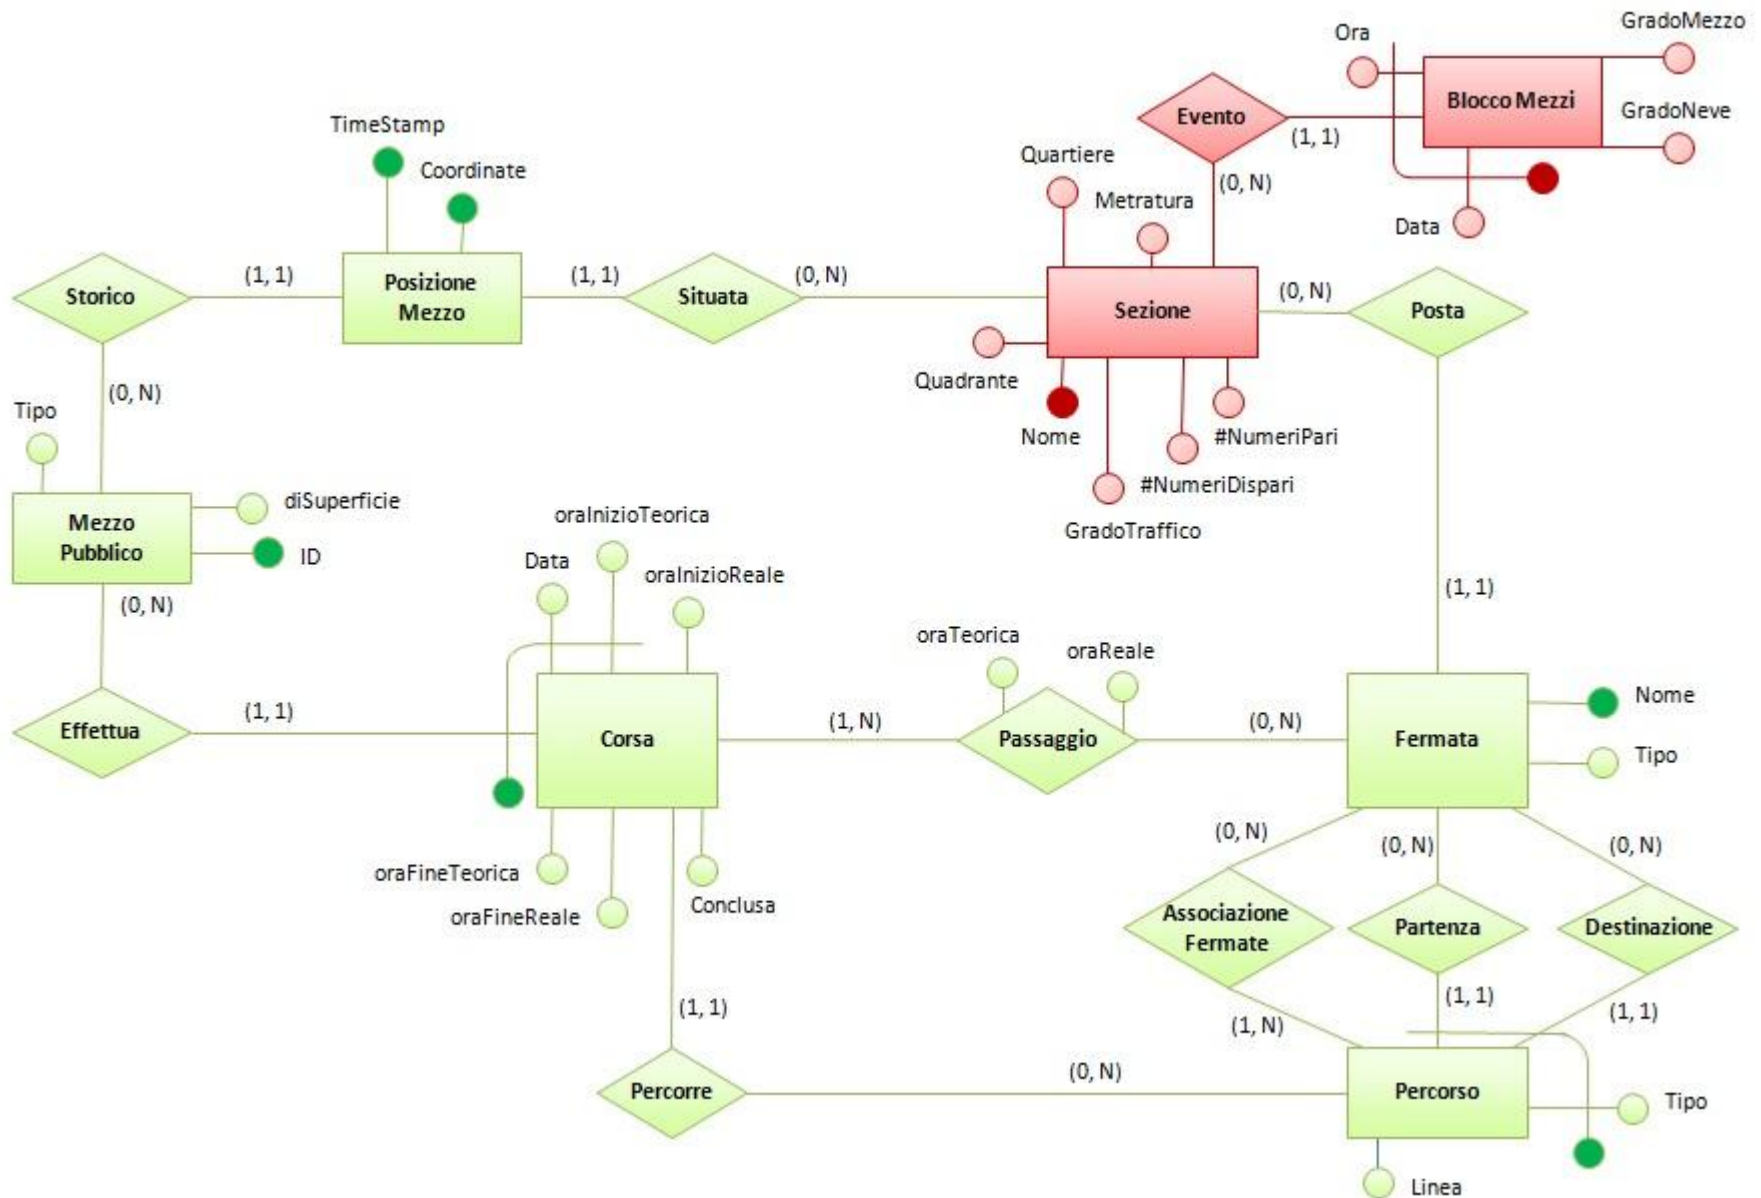 GradoMezzo
Ora
Blocco Mezzi
Evento
(1, 1)
GradoNeve
TimeStamp
Coordinate
Quartiere
(0, N)
Metratura
Data
Storico
(1, 1)
Posizione
Mezzo
(1, 1)
Situata
(0, N)
Sezione
(0, N)
Posta
Quadrante
Nome
#NumeriPari
#NumeriDispari
GradoTraffico
(0, N)
Tipo
Mezzo
Pubblico
diSuperficie
ID
(0, N)
oraInizioTeorica
Data
oraInizioReale
(1, 1)
oraTeorica
oraReale
Effettua
(1, 1)
Corsa
(1, N)
Passaggio
(0, N)
Fermata
Nome
Tipo
oraFineTeorica
oraFineReale
Conclusa
(0, N)
(0, N)
(0, N)
Associazione
Fermate
Partenza
Destinazione
(1, 1)
(1, N)
(1, 1)
(1, 1)
Percorre
(0, N)
Percorso
Tipo
Linea